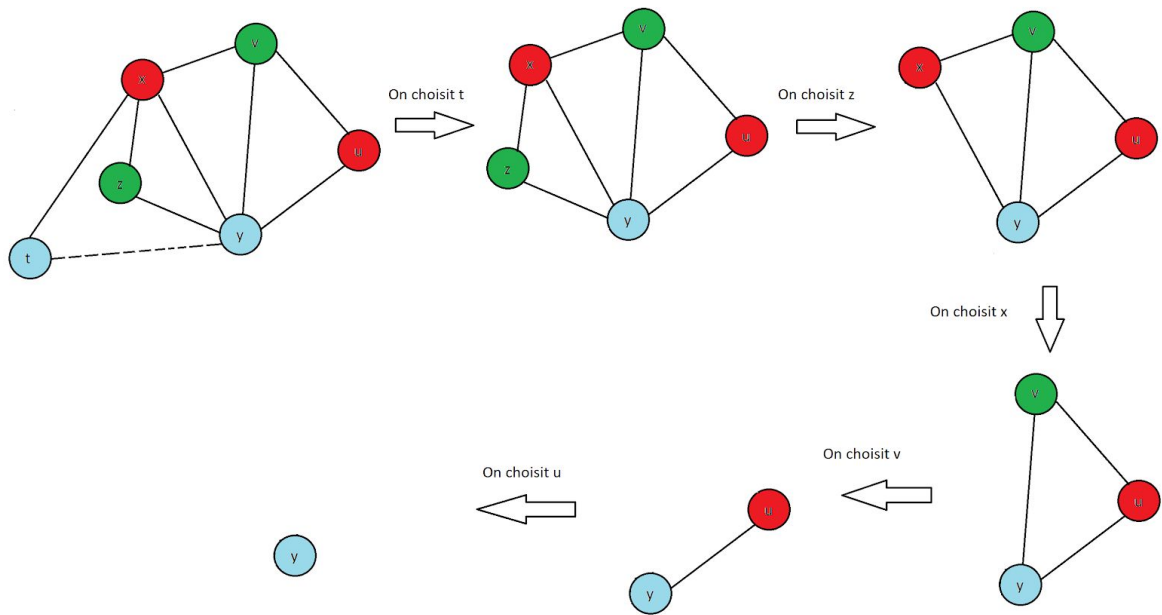 v
x
z
y
u
t
On choisit t
v
x
z
y
u
On choisit z
v
x
y
u
On choisit x
v
u
y
On choisit v
u
y
On choisit u
y